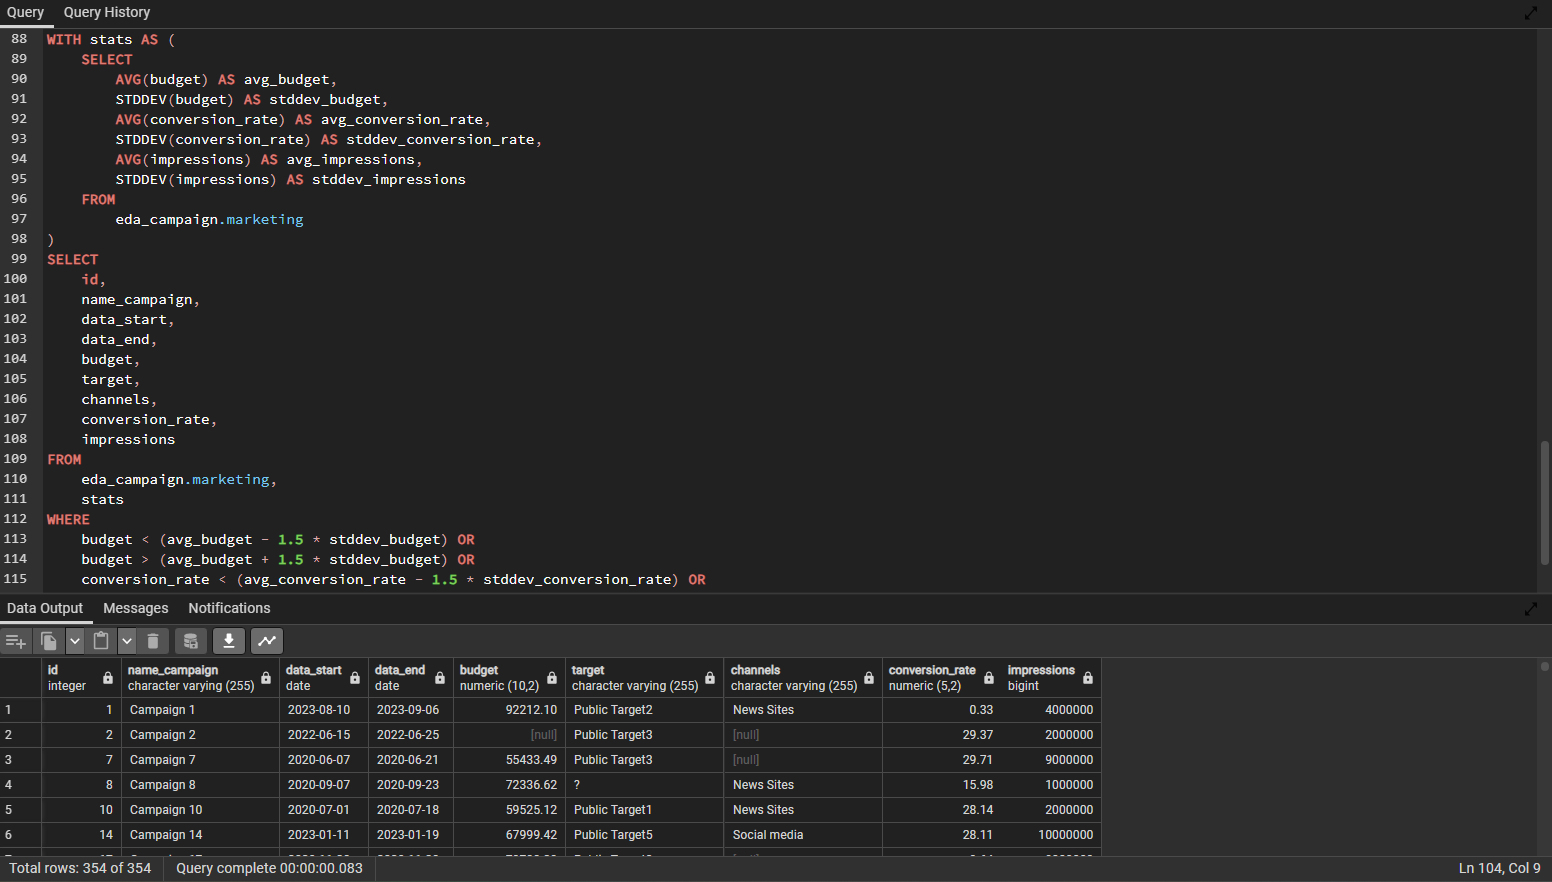 Query Query History
88 WITH stats AS (
89 SELECT
90 AVG(budget) AS avg_budget,
91 STDDEV(budget) AS stddev_budget,
92 AVG(conversion_rate) AS avg_conversion_rate,
93 STDDEV(conversion_rate) AS stddev_conversion_rate,
94 AVG(impressions) AS avg_impressions,
95 STDDEV(impressions) AS stddev_impressions
96 FROM
97 eda_campaign.marketing
98 )
99 SELECT
100 id,
101 name_campaign,
102 data_start,
103 data_end,
104 budget,
105 target,
106 channels,
107 conversion_rate,
108 impressions
109 FROM
110 eda_campaign.marketing,
111 stats
112 WHERE
113 budget < (avg_budget - 1.5 * stddev_budget) OR
114 budget > (avg_budget + 1.5 * stddev_budget) OR
115 conversion_rate < (avg_conversion_rate - 1.5 * stddev_conversion_rate) OR
Data Output Messages Notifications
id name_campaign data_start data_end budget target channels conversion_rate impressions
integer character varying (255) date date numeric (10,2) character varying (255) character varying (255) numeric (5,2) bigint
1 1 Campaign 1 2023-08-10 2023-09-06 92212.10 Public Target2 News Sites 0.33 4000000
2 2 Campaign 2 2022-06-15 2022-06-25 [null] Public Target3 [null] 29.37 2000000
3 7 Campaign 7 2020-06-07 2020-06-21 55433.49 Public Target3 [null] 29.71 9000000
4 8 Campaign 8 2020-09-07 2020-09-23 72336.62 ? News Sites 15.98 1000000
5 10 Campaign 10 2020-07-01 2020-07-18 59525.12 Public Target1 News Sites 28.14 2000000
6 14 Campaign 14 2023-01-11 2023-01-19 67999.42 Public Target5 Social media 28.11 10000000
Total rows: 354 of 354 Query complete 00:00:00.083 Ln 104, Col 9